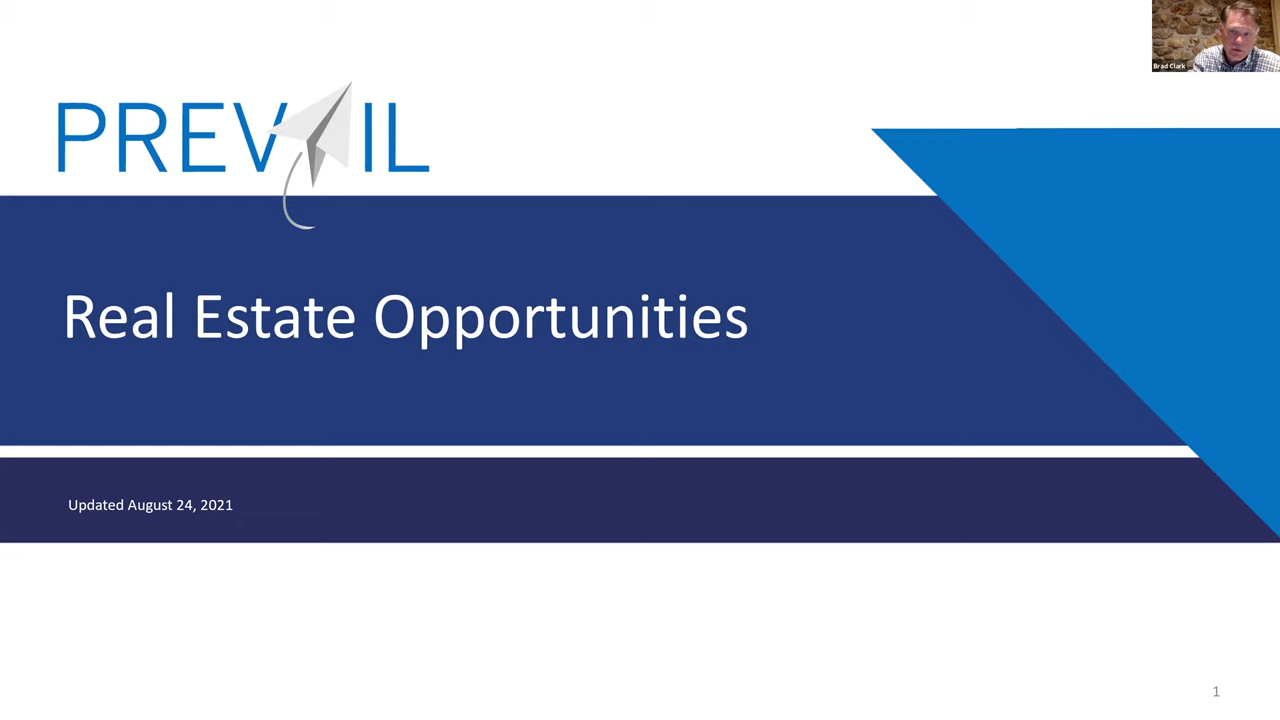 Brad Clark
PREVAIL
Real Estate Opportunities
Updated August 24, 2021
1